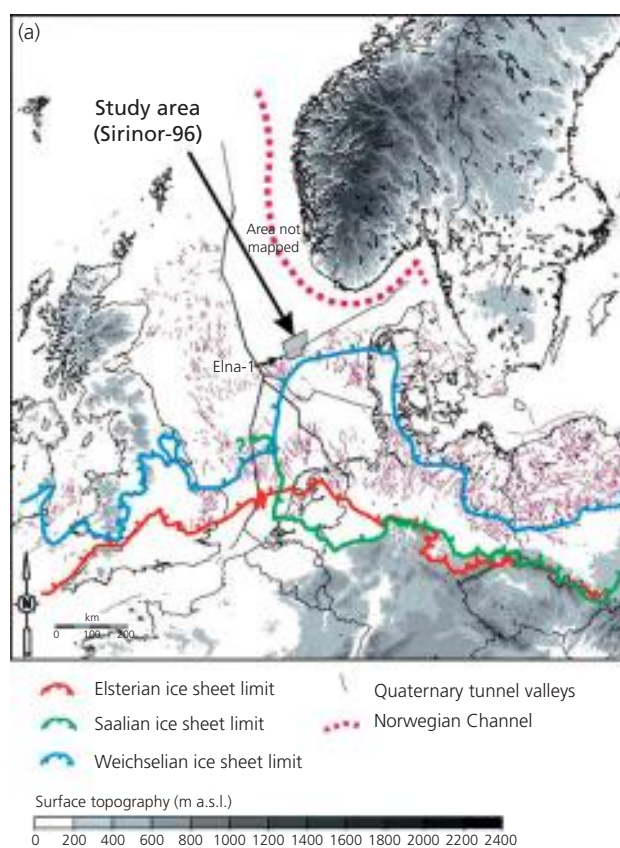 (a)
Study area
(Sirinor-96)
Area not
mapped
Elna-1
N
km
0 100 200
Elsterian ice sheet limit
Saalian ice sheet limit
Weichselian ice sheet limit
Quaternary tunnel valleys
Norwegian Channel
Surface topography (m a.s.l.)
0 200 400 600 800 1000 1200 1400 1600 1800 2000 2200 2400